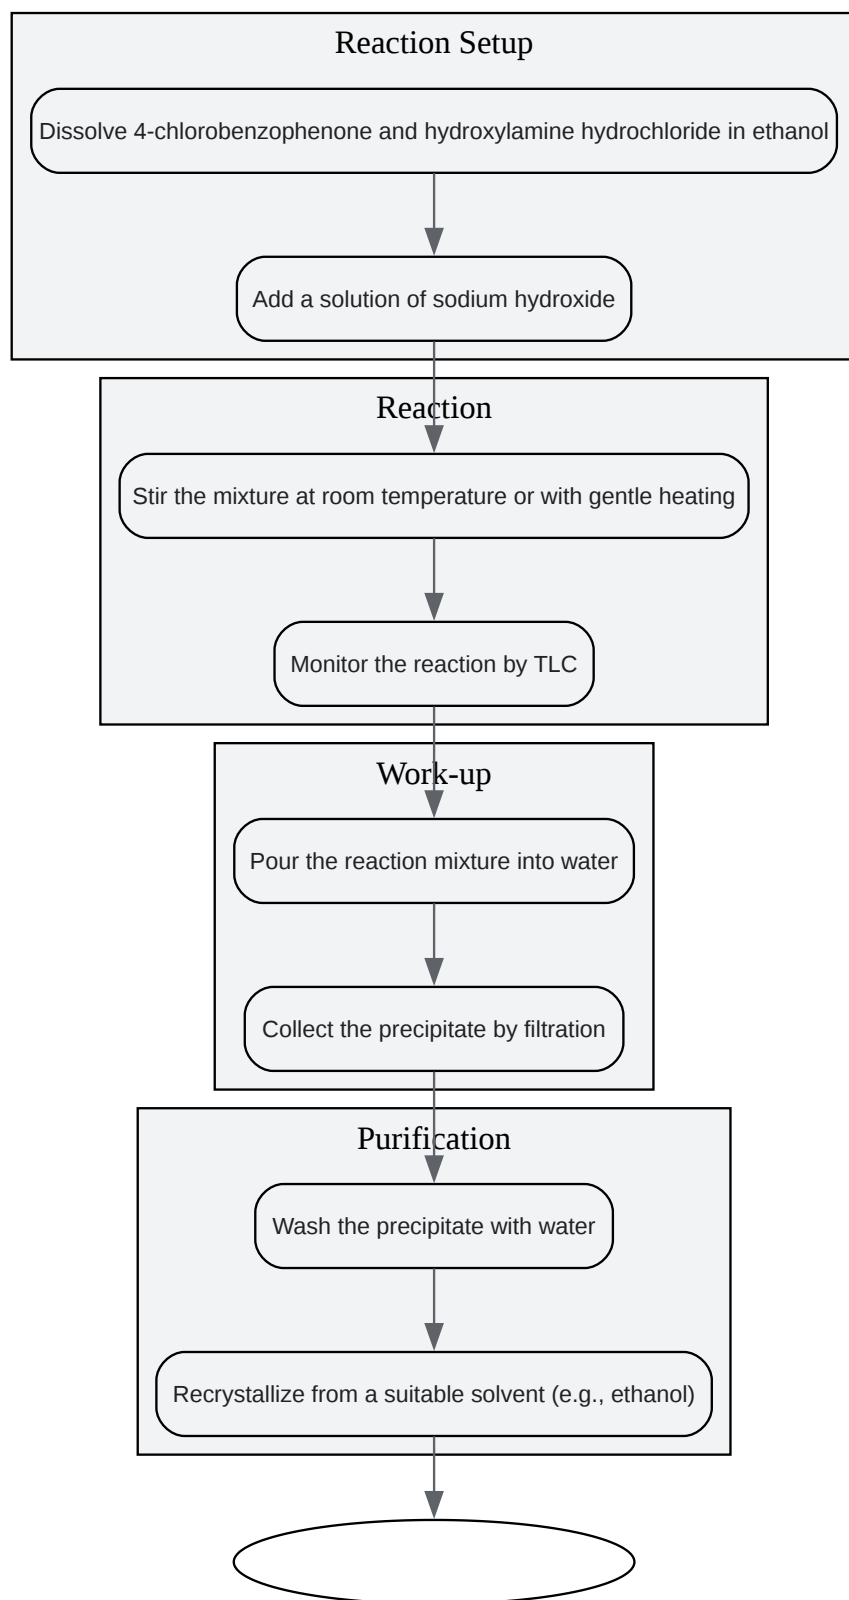 Reaction Setup
Dissolve 4-chlorobenzophenone and hydroxylamine hydrochloride in ethanol
Add a solution of sodium hydroxide
Reaction
Stir the mixture at room temperature or with gentle heating
Monitor the reaction by TLC
Work-up
Pour the reaction mixture into water
Collect the precipitate by filtration
Purification
Wash the precipitate with water
Recrystallize from a suitable solvent (e.g., ethanol)